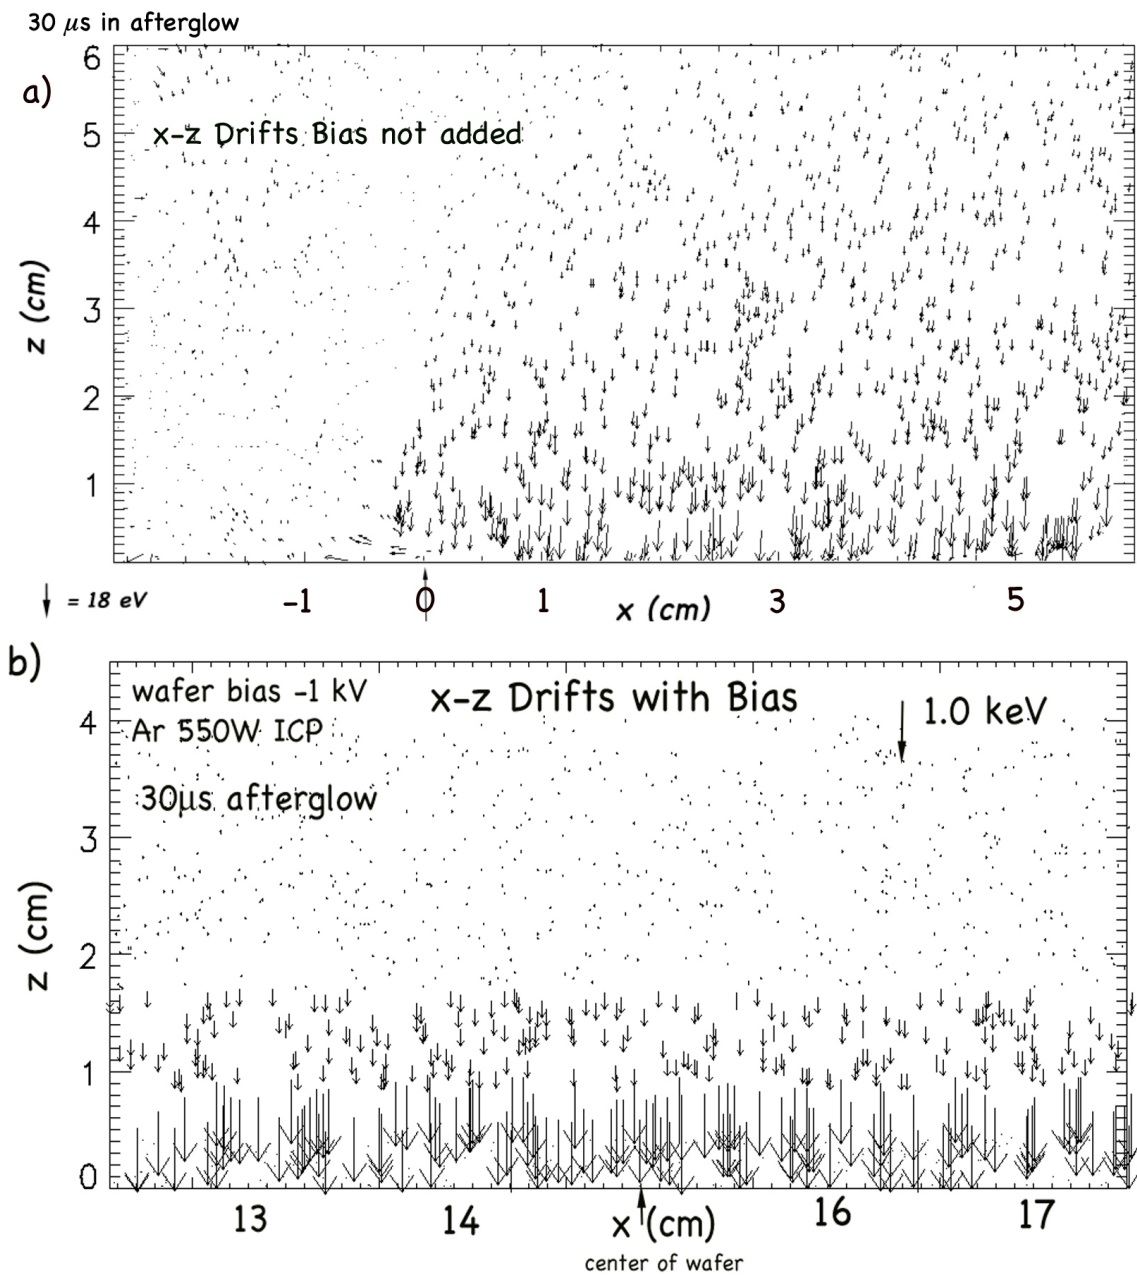 30 μs in afterglow
a)
x-z Drifts Bias not added
6
5
4
3
2
1
z (cm)
= 18 eV
-1 0 1 x (cm) 3 5
b)
wafer bias -1 kV
Ar 550W ICP
x-z Drifts with Bias
1.0 keV
30μs afterglow
4
3
2
1
0
z (cm)
13 14 x (cm) 16 17
center of wafer